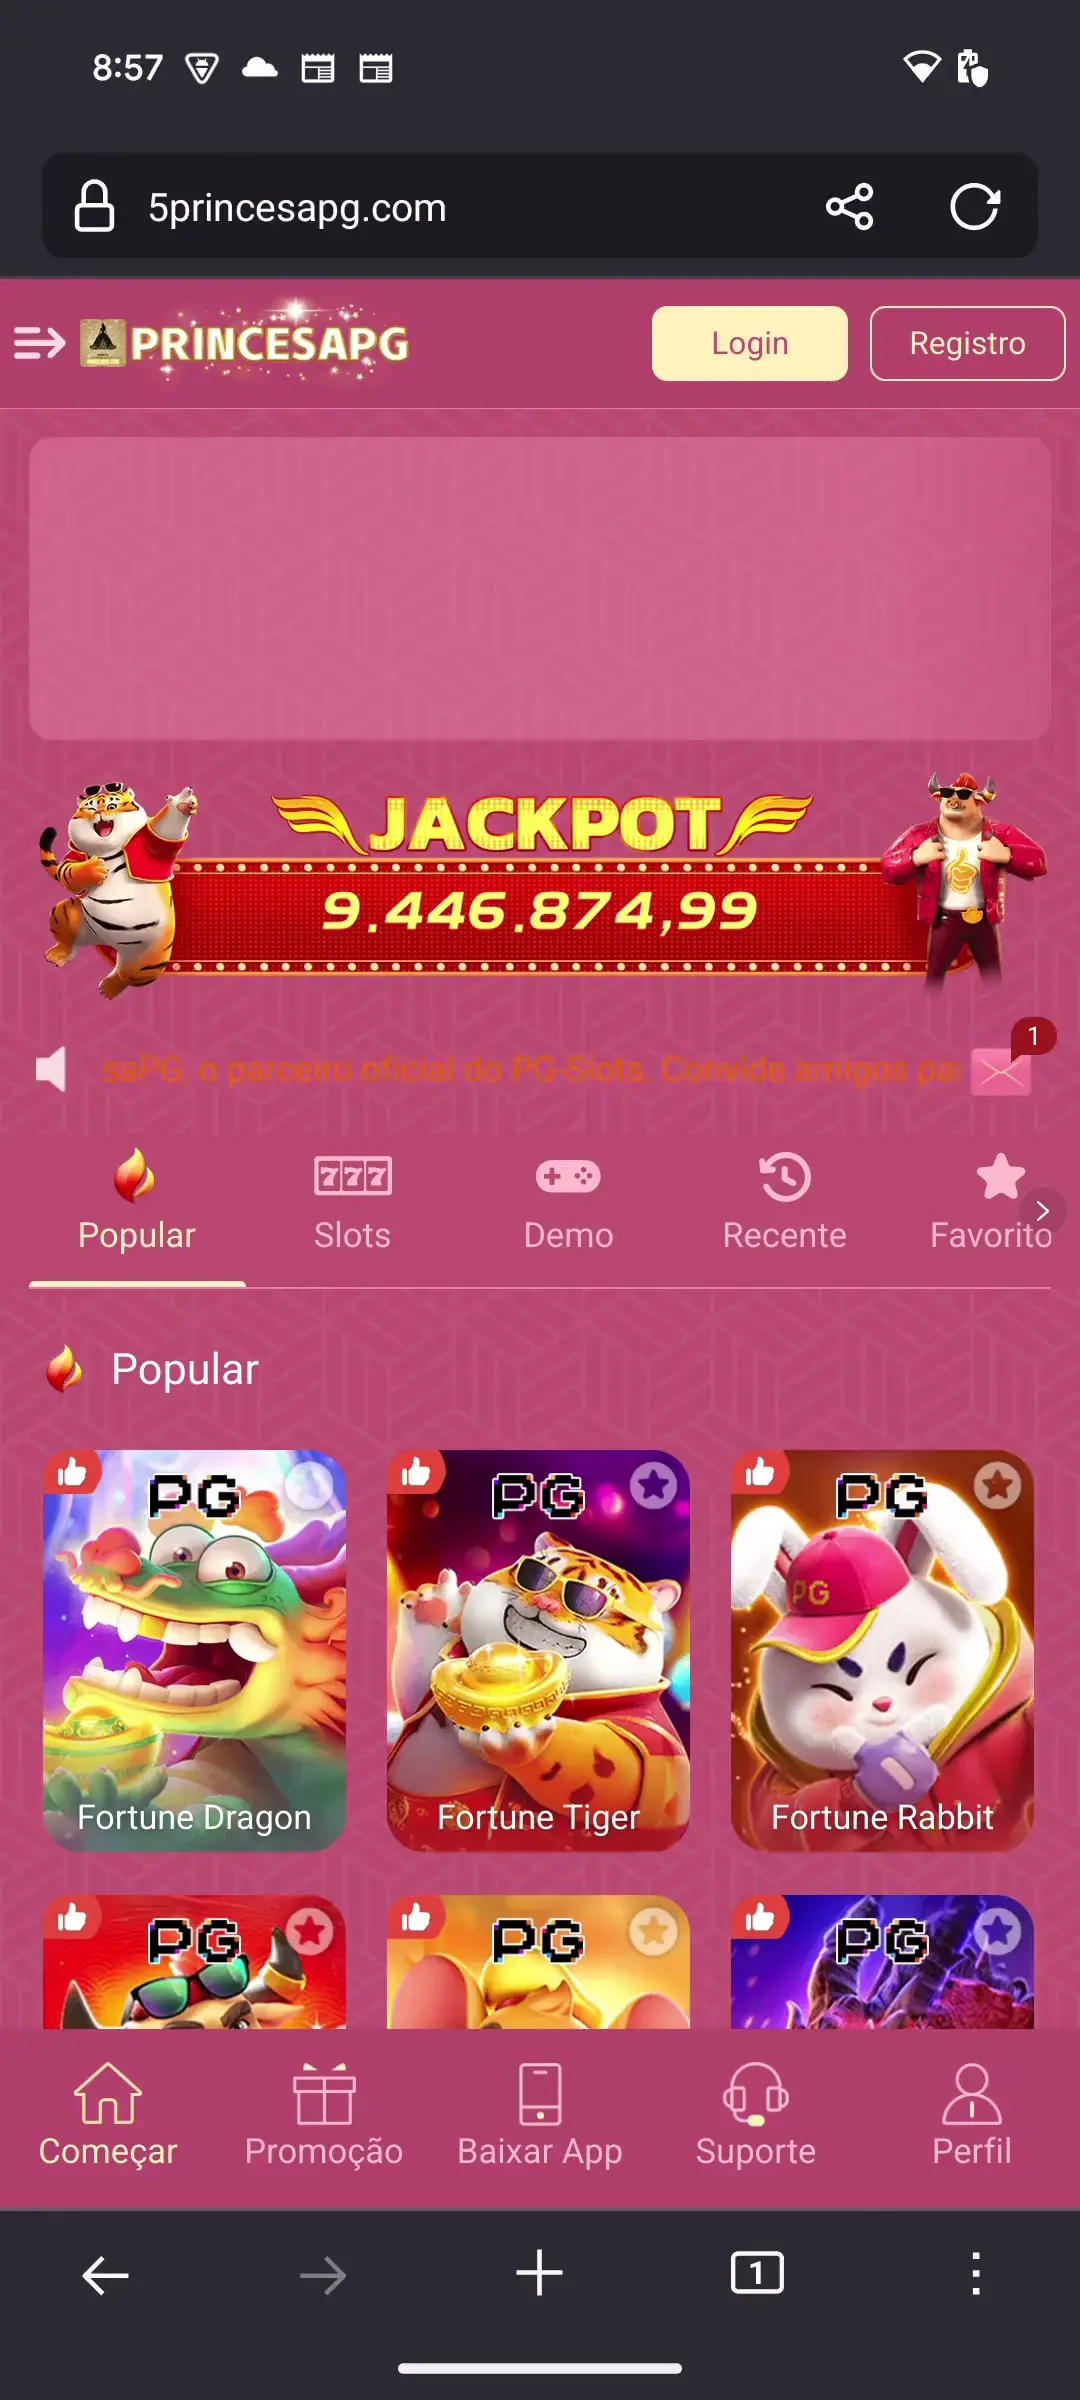 8:57
5princesapg.com
PRINCESAPG
Login
Registro
JACKPOT
9.446.874,99
1
saPG, o parceiro oficial do PG-Slots. Convide amigos pa
Popular
777
Slots
Demo
Recente
Favorito
Popular
PG
PG
PG
PG
Fortune Dragon
Fortune Tiger
Fortune Rabbit
PG
PG
PG
Começar
Promoção
Baixar App
Suporte
Perfil
1